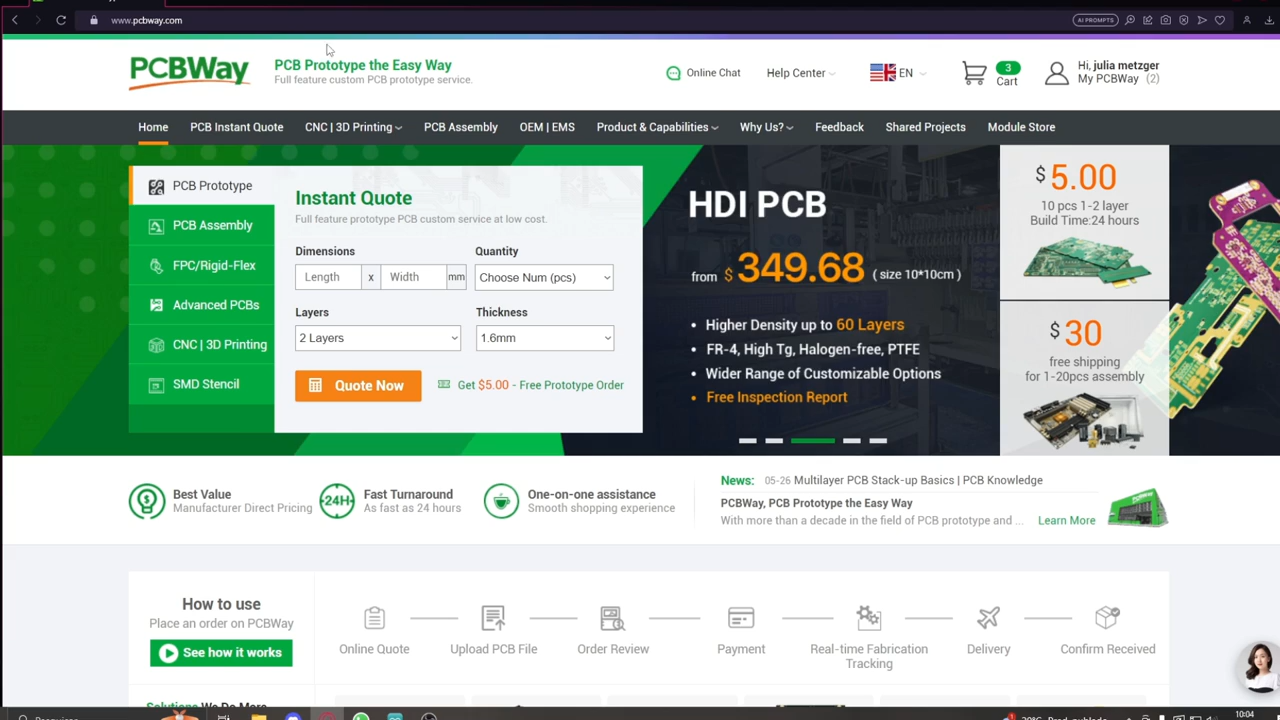 www.pcbway.com
AI PROMPTS
PCBWay
PCB Prototype the Easy Way
Full feature custom PCB prototype service.
Online Chat
Help Center
EN
3
Cart
Hi, julia metzger
My PCBWay (2)
Home
PCB Instant Quote
CNC | 3D Printing
PCB Assembly
OEM | EMS
Product & Capabilities
Why Us?
Feedback
Shared Projects
Module Store
PCB Prototype
PCB Assembly
FPC/Rigid-Flex
Advanced PCBs
CNC | 3D Printing
SMD Stencil
Instant Quote
Full feature prototype PCB custom service at low cost.
Dimensions
Quantity
Length x Width mm
Choose Num (pcs)
Layers
Thickness
2 Layers
1.6mm
Quote Now
Get $5.00 - Free Prototype Order
HDI PCB
from $ 349.68 ( size 10*10cm )
• Higher Density up to 60 Layers
• FR-4, High Tg, Halogen-free, PTFE
• Wider Range of Customizable Options
• Free Inspection Report
$ 5.00
10 pcs 1-2 layer
Build Time:24 hours
$ 30
free shipping
for 1-20pcs assembly
Best Value
Manufacturer Direct Pricing
24H
Fast Turnaround
As fast as 24 hours
One-on-one assistance
Smooth shopping experience
News: 05-26 Multilayer PCB Stack-up Basics | PCB Knowledge
PCBWay, PCB Prototype the Easy Way
With more than a decade in the field of PCB prototype and ... Learn More
How to use
Place an order on PCBWay
See how it works
Online Quote
Upload PCB File
Order Review
Payment
Real-time Fabrication
Tracking
Delivery
Confirm Received
Solutions We Do More
10:04